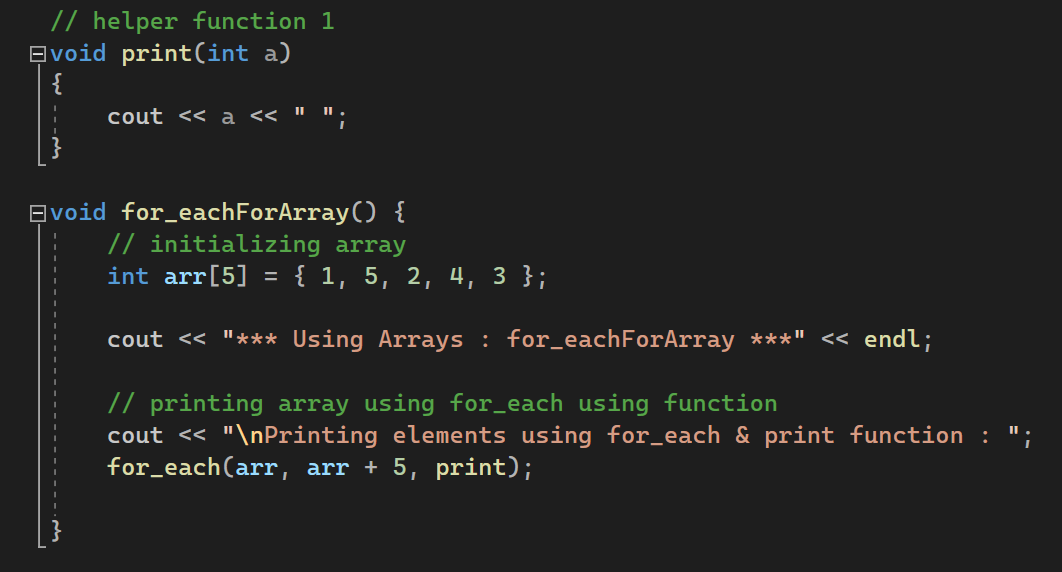 // helper function 1
void print(int a)
{
    cout << a << " ";
}
void for_eachForArray() {
    // initializing array
    int arr[5] = { 1, 5, 2, 4, 3 };
    cout << "*** Using Arrays : for_eachForArray ***" << endl;
    // printing array using for_each using function
    cout << "\nPrinting elements using for_each & print function : ";
    for_each(arr, arr + 5, print);
}